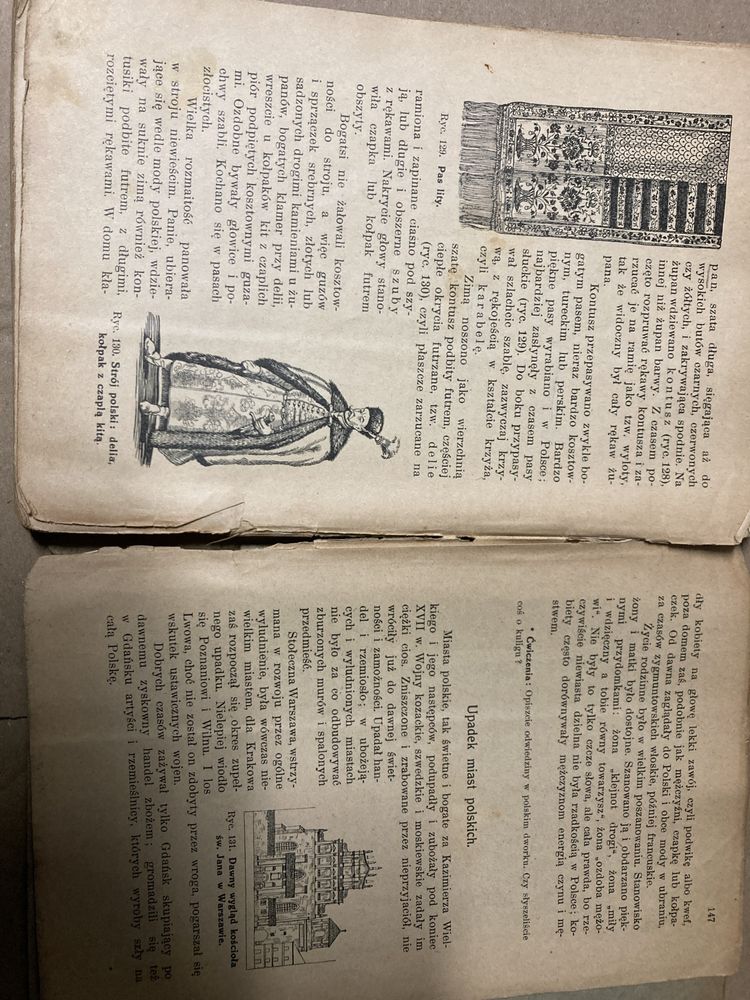 pan, szata długa, sięgająca aż do
wysokich butów czarnych, czerwonych
czy żółtych, i zakrywająca spodnie. Na
żupan wdziewano kontusz (ryc. 128),
innej niż żupan barwy. Z czasem po-
częto rozpruwać rękawy kontusza i za-
rzucać je na ramię jako tzw. wyloty,
tak że widoczny był cały rękaw żu-
pana.
Kontusz przepasywano zwykle bo-
gatym pasem, nieraz bardzo kosztow-
nym, tureckim lub perskim. Bardzo
piękne pasy wyrabiano i w Polsce;
najbardziej zasłynęły z czasem pasy
słuckie (ryc. 129). Do boku przypasy-
wał szlachcic szablę, zazwyczaj krzy-
wą, z rękojeścią w kształcie krzyża,
czyli karabelę.
Ryc. 129. Pas lity.
Zimą noszono jako wierzchnią
szatę kontusz podbity futrem, częściej
ciepłe okrycia futrzane, tzw. delie
(ryc. 130), czyli płaszcze zarzucane na
ramiona i zapinane ciasno pod szy-
ją, lub długie i obszerne szuby
z rękawami. Nakrycie głowy stano-
wiła czapka lub kołpak futrem
obszyty.
Bogatsi nie żałowali kosztow-
ności do stroju, a więc guzów
i sprzączek srebrnych, złotych lub
sadzonych drogimi kamieniami u żu-
panów, bogatych klamer przy delii,
wreszcie u kołpaków kit z czaplich
piór podpiętych kosztownymi guza-
mi. Ozdobne bywały głowice i po-
chwy szabli. Kochano się w pasach
złocistych.
Wielka rozmaitość panowała
w stroju niewieścim. Panie, ubiera-
jące się wedle mody polskiej, wdzie-
wały na suknie zimą również kon-
tusiki podbite futrem, z długimi,
rozciętymi rękawami. W domu kła-
Ryc. 130. Strój polski: delia,
kołpak z czaplą kitą.
147
dły kobiety na głowę lekki zawój, czyli podwikę albo kwef,
poza domem zaś, podobnie jak mężczyźni, czapkę lub kołpa-
czek. Od dawna zaglądały do Polski i obce mody w ubraniu,
za czasów zygmuntowskich włoskie, później francuskie.
Życie rodzinne było w wielkim poszanowaniu. Stanowisko
żony i matki było dostojne. Szanowano ją i obdarzano pięk-
nymi przydomkami: żona „klejnot drogi", żona „miły
i wdzięczny a tobie równy towarzysz", żona „ozdoba mężo-
wi". Nie były to tylko czcze słowa, ale cała prawda, bo rze-
czywiście niewiasta dzielna nie była rzadkością w Polsce; ko-
biety często dorównywały mężczyznom energią czynu i mę-
stwem.
* Ćwiczenia: Opiszcie odwiedziny w polskim dworku. Czy słyszeliście
coś o kuligu?
Upadek miast polskich.
Miasta polskie, tak świetne i bogate za Kazimierza Wiel-
kiego i jego następców, podupadły i zubożały pod koniec
XVII w. Wojny kozackie, szwedzkie i moskiewskie zadały im
ciężki cios. Zniszczone i zrabowane przez nieprzyjaciół, nie
wróciły już do dawnej świet-
ności i zamożności. Upadał han-
del i rzemiosło; w ubożeją-
cych i wyludnionych miastach
nie było za co odbudowywać
zburzonych murów i spalonych
przedmieść.
Stołeczna Warszawa, wstrzy-
mana w rozwoju przez ogólne
wyludnienie, była wówczas nie-
wielkim miastem, dla Krakowa
zaś rozpoczął się okres zupeł-
nego upadku. Nielepiej wiodło
się Poznaniowi i Wilnu. I los
Lwowa, choć nie został on zdobyty przez wroga, pogarszał się
wskutek ustawicznych wojen.
Ryc. 131. Dawny wygląd kościoła
św. Jana w Warszawie.
Dobrych czasów zażywał tylko Gdańsk skupiający po
dawnemu zyskowny handel zbożem; gromadzili się też
w Gdańsku artyści i rzemieślnicy, których wyroby szły na
całą Polskę.